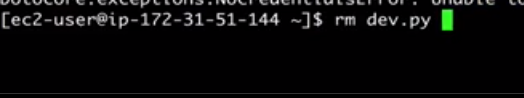 botocore.exceptions.NoCredentialsError: Unable to
[ec2-user@ip-172-31-51-144 ~]$ rm dev.py